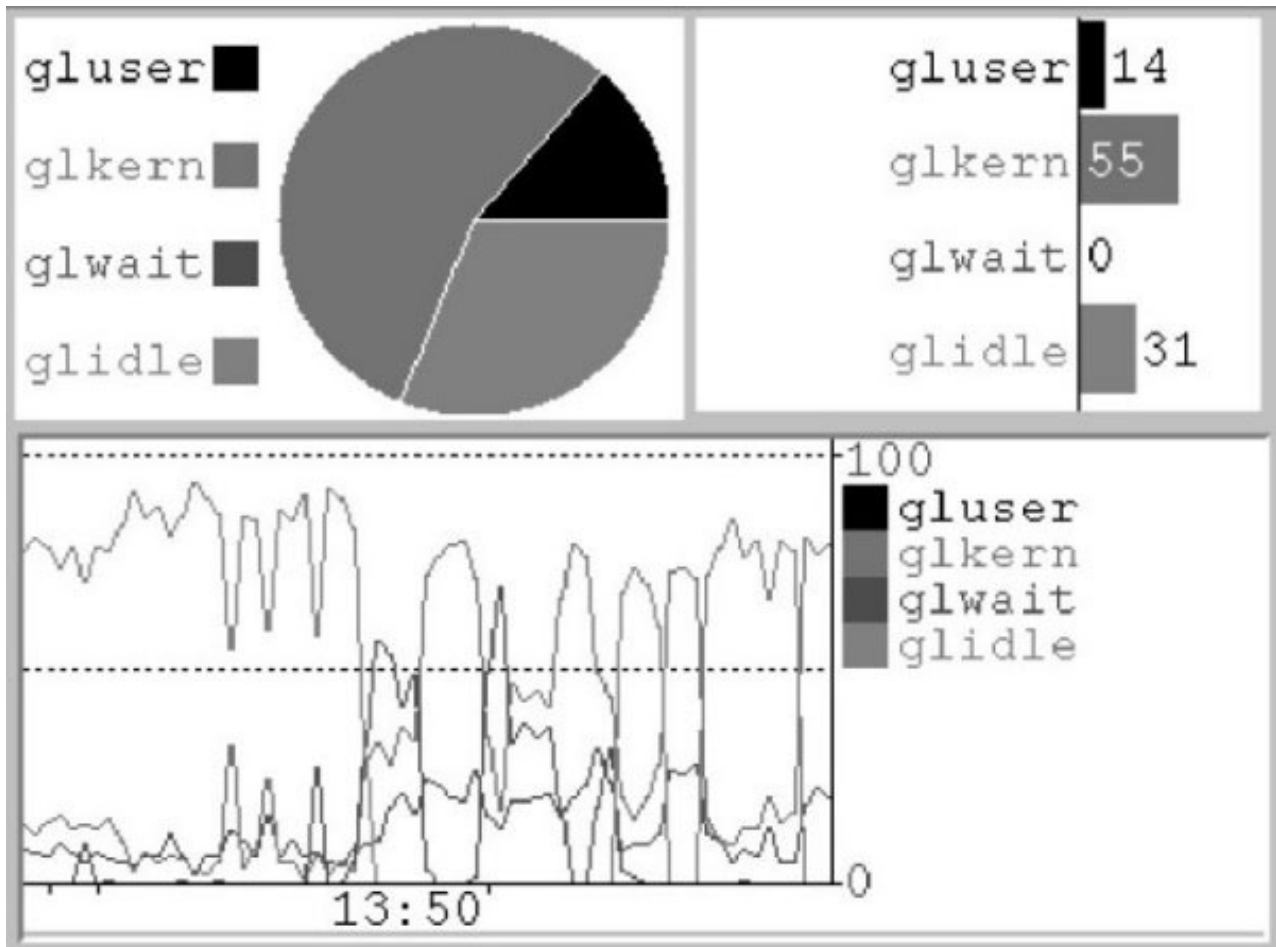 gluser
glkern
glwait
glidle
gluser 14
glkern 55
glwait 0
glidle 31
100
gluser
glkern
glwait
glidle
0
13:50